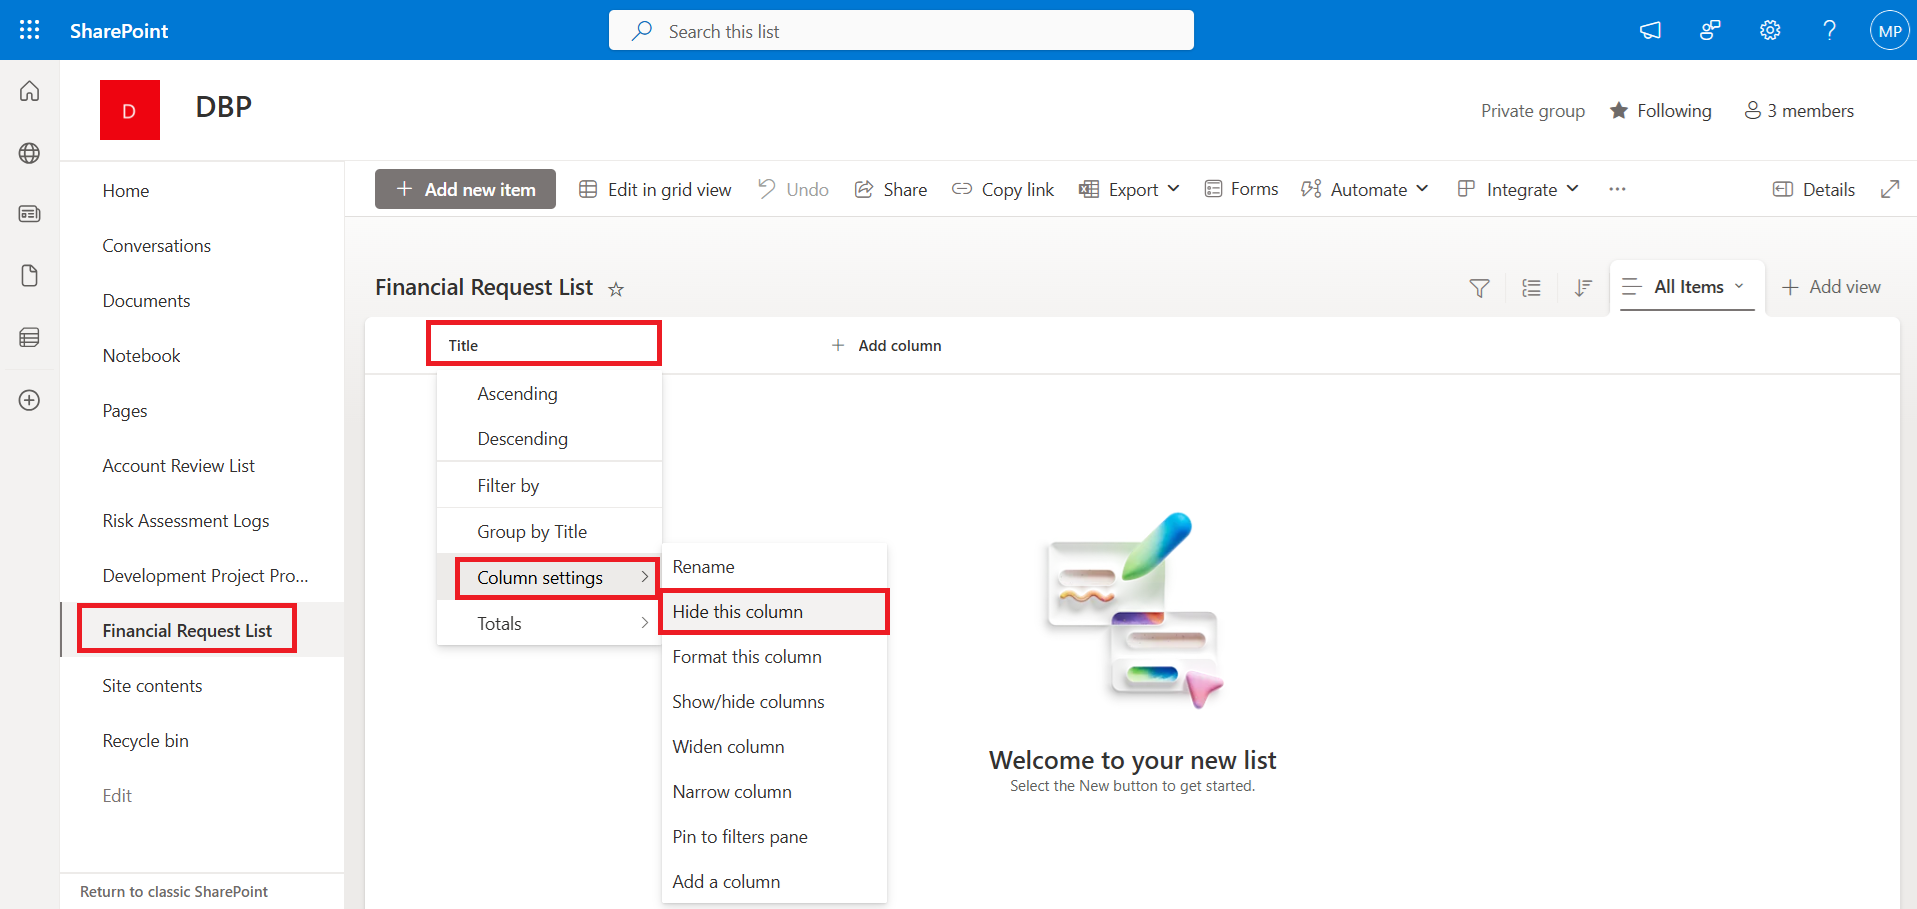 SharePoint
Search this list
MP
D
DBP
Private group
Following
3 members
Home
Conversations
Documents
Notebook
Pages
Account Review List
Risk Assessment Logs
Development Project Pro...
Financial Request List
Site contents
Recycle bin
Edit
Return to classic SharePoint
Add new item
Edit in grid view
Undo
Share
Copy link
Export
Forms
Automate
Integrate
Details
Financial Request List
All Items
Add view
Title
Add column
Ascending
Descending
Filter by
Group by Title
Column settings
Totals
Rename
Hide this column
Format this column
Show/hide columns
Widen column
Narrow column
Pin to filters pane
Add a column
Welcome to your new list
Select the New button to get started.